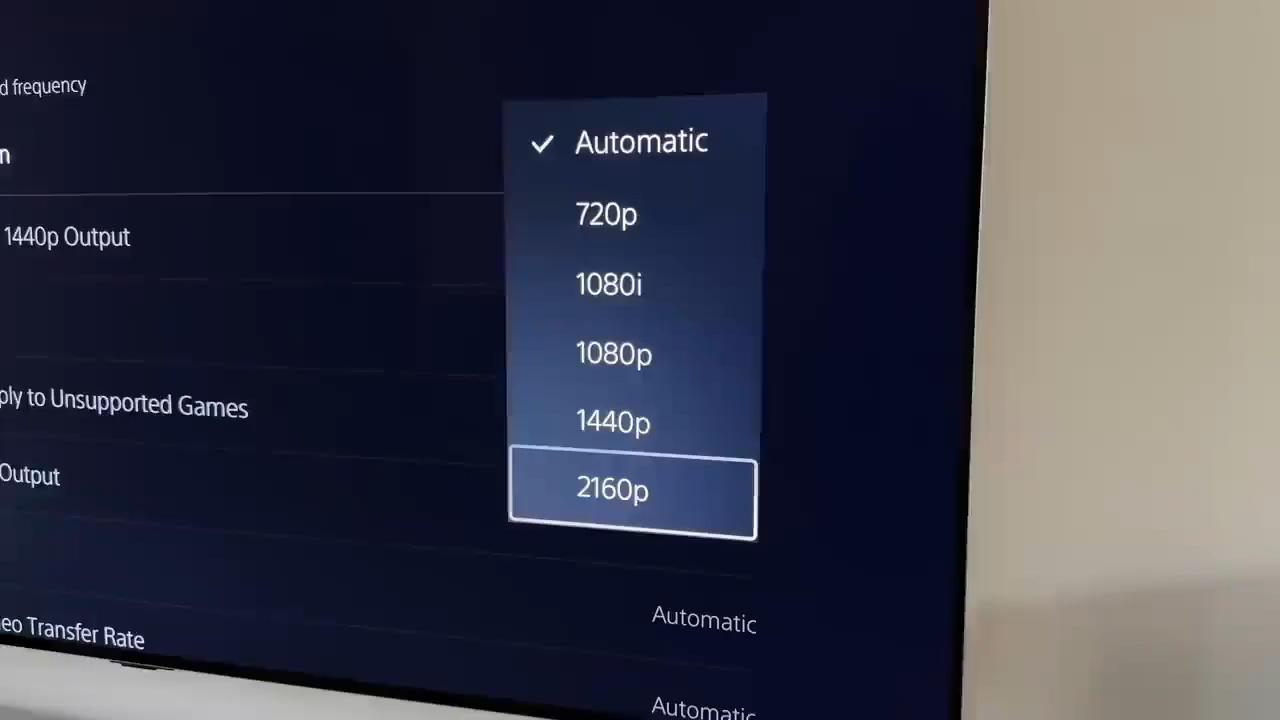 d frequency
Automatic
n
720p
1440p Output
1080i
1080p
ply to Unsupported Games
1440p
Output
2160p
Automatic
eo Transfer Rate
Automatic